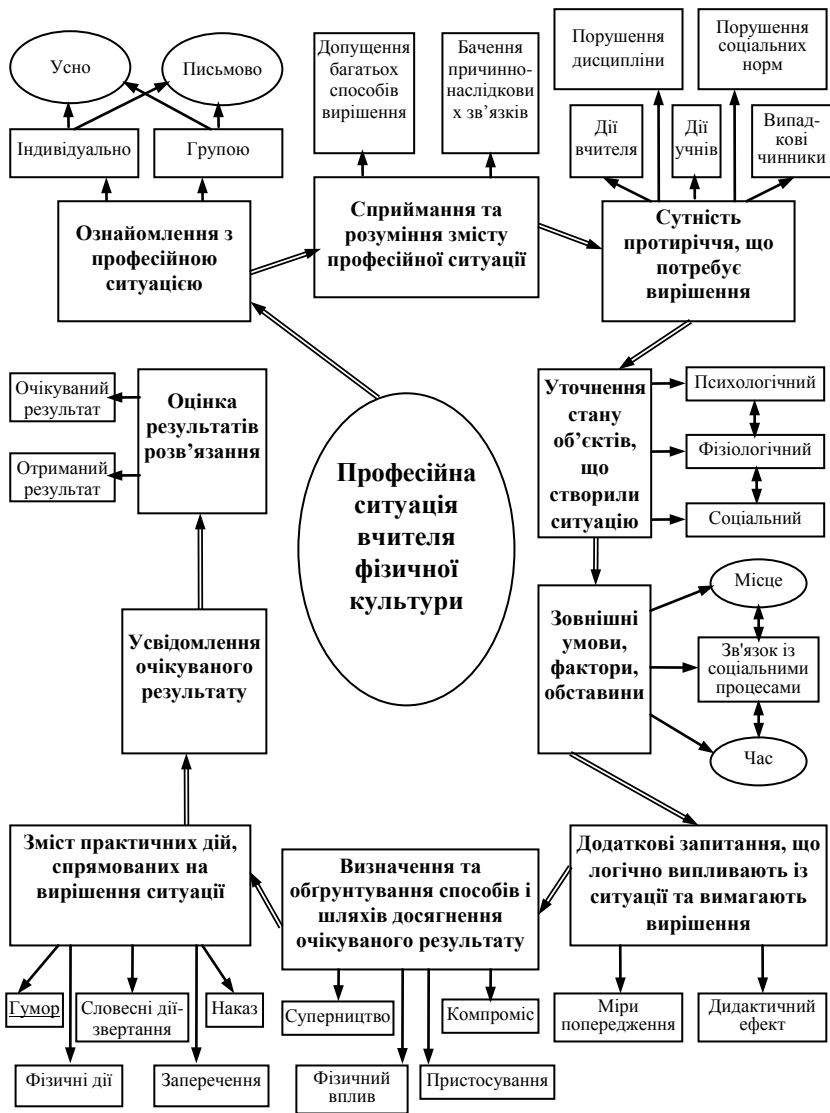 Усно
Письмово
Індивідуально
Групою
Ознайомлення з
професійною
ситуацією
Допущення
багатьох
способів
вирішення
Бачення
причинно-
наслідкови
х зв’язків
Сприймання та
розуміння змісту
професійної ситуації
Порушення
дисципліни
Порушення
соціальних
норм
Дії
вчителя
Дії
учнів
Випад-
кові
чинники
Сутність
протиріччя, що
потребує
вирішення
Уточнення
стану
об’єктів,
що
створили
ситуацію
Психологічний
Фізіологічний
Соціальний
Очікуваний
результат
Отриманий
результат
Оцінка
результатів
розв’язання
Професійна
ситуація
вчителя
фізичної
культури
Усвідомлення
очікуваного
результату
Зовнішні
умови,
фактори,
обставини
Місце
Зв'язок із
соціальними
процесами
Час
Зміст практичних дій,
спрямованих на
вирішення ситуації
Визначення та
обґрунтування способів і
шляхів досягнення
очікуваного результату
Додаткові запитання, що
логічно випливають із
ситуації та вимагають
вирішення
Гумор
Словесні дії-
звертання
Наказ
Фізичні дії
Заперечення
Суперництво
Компроміс
Фізичний
вплив
Пристосування
Міри
попередження
Дидактичний
ефект